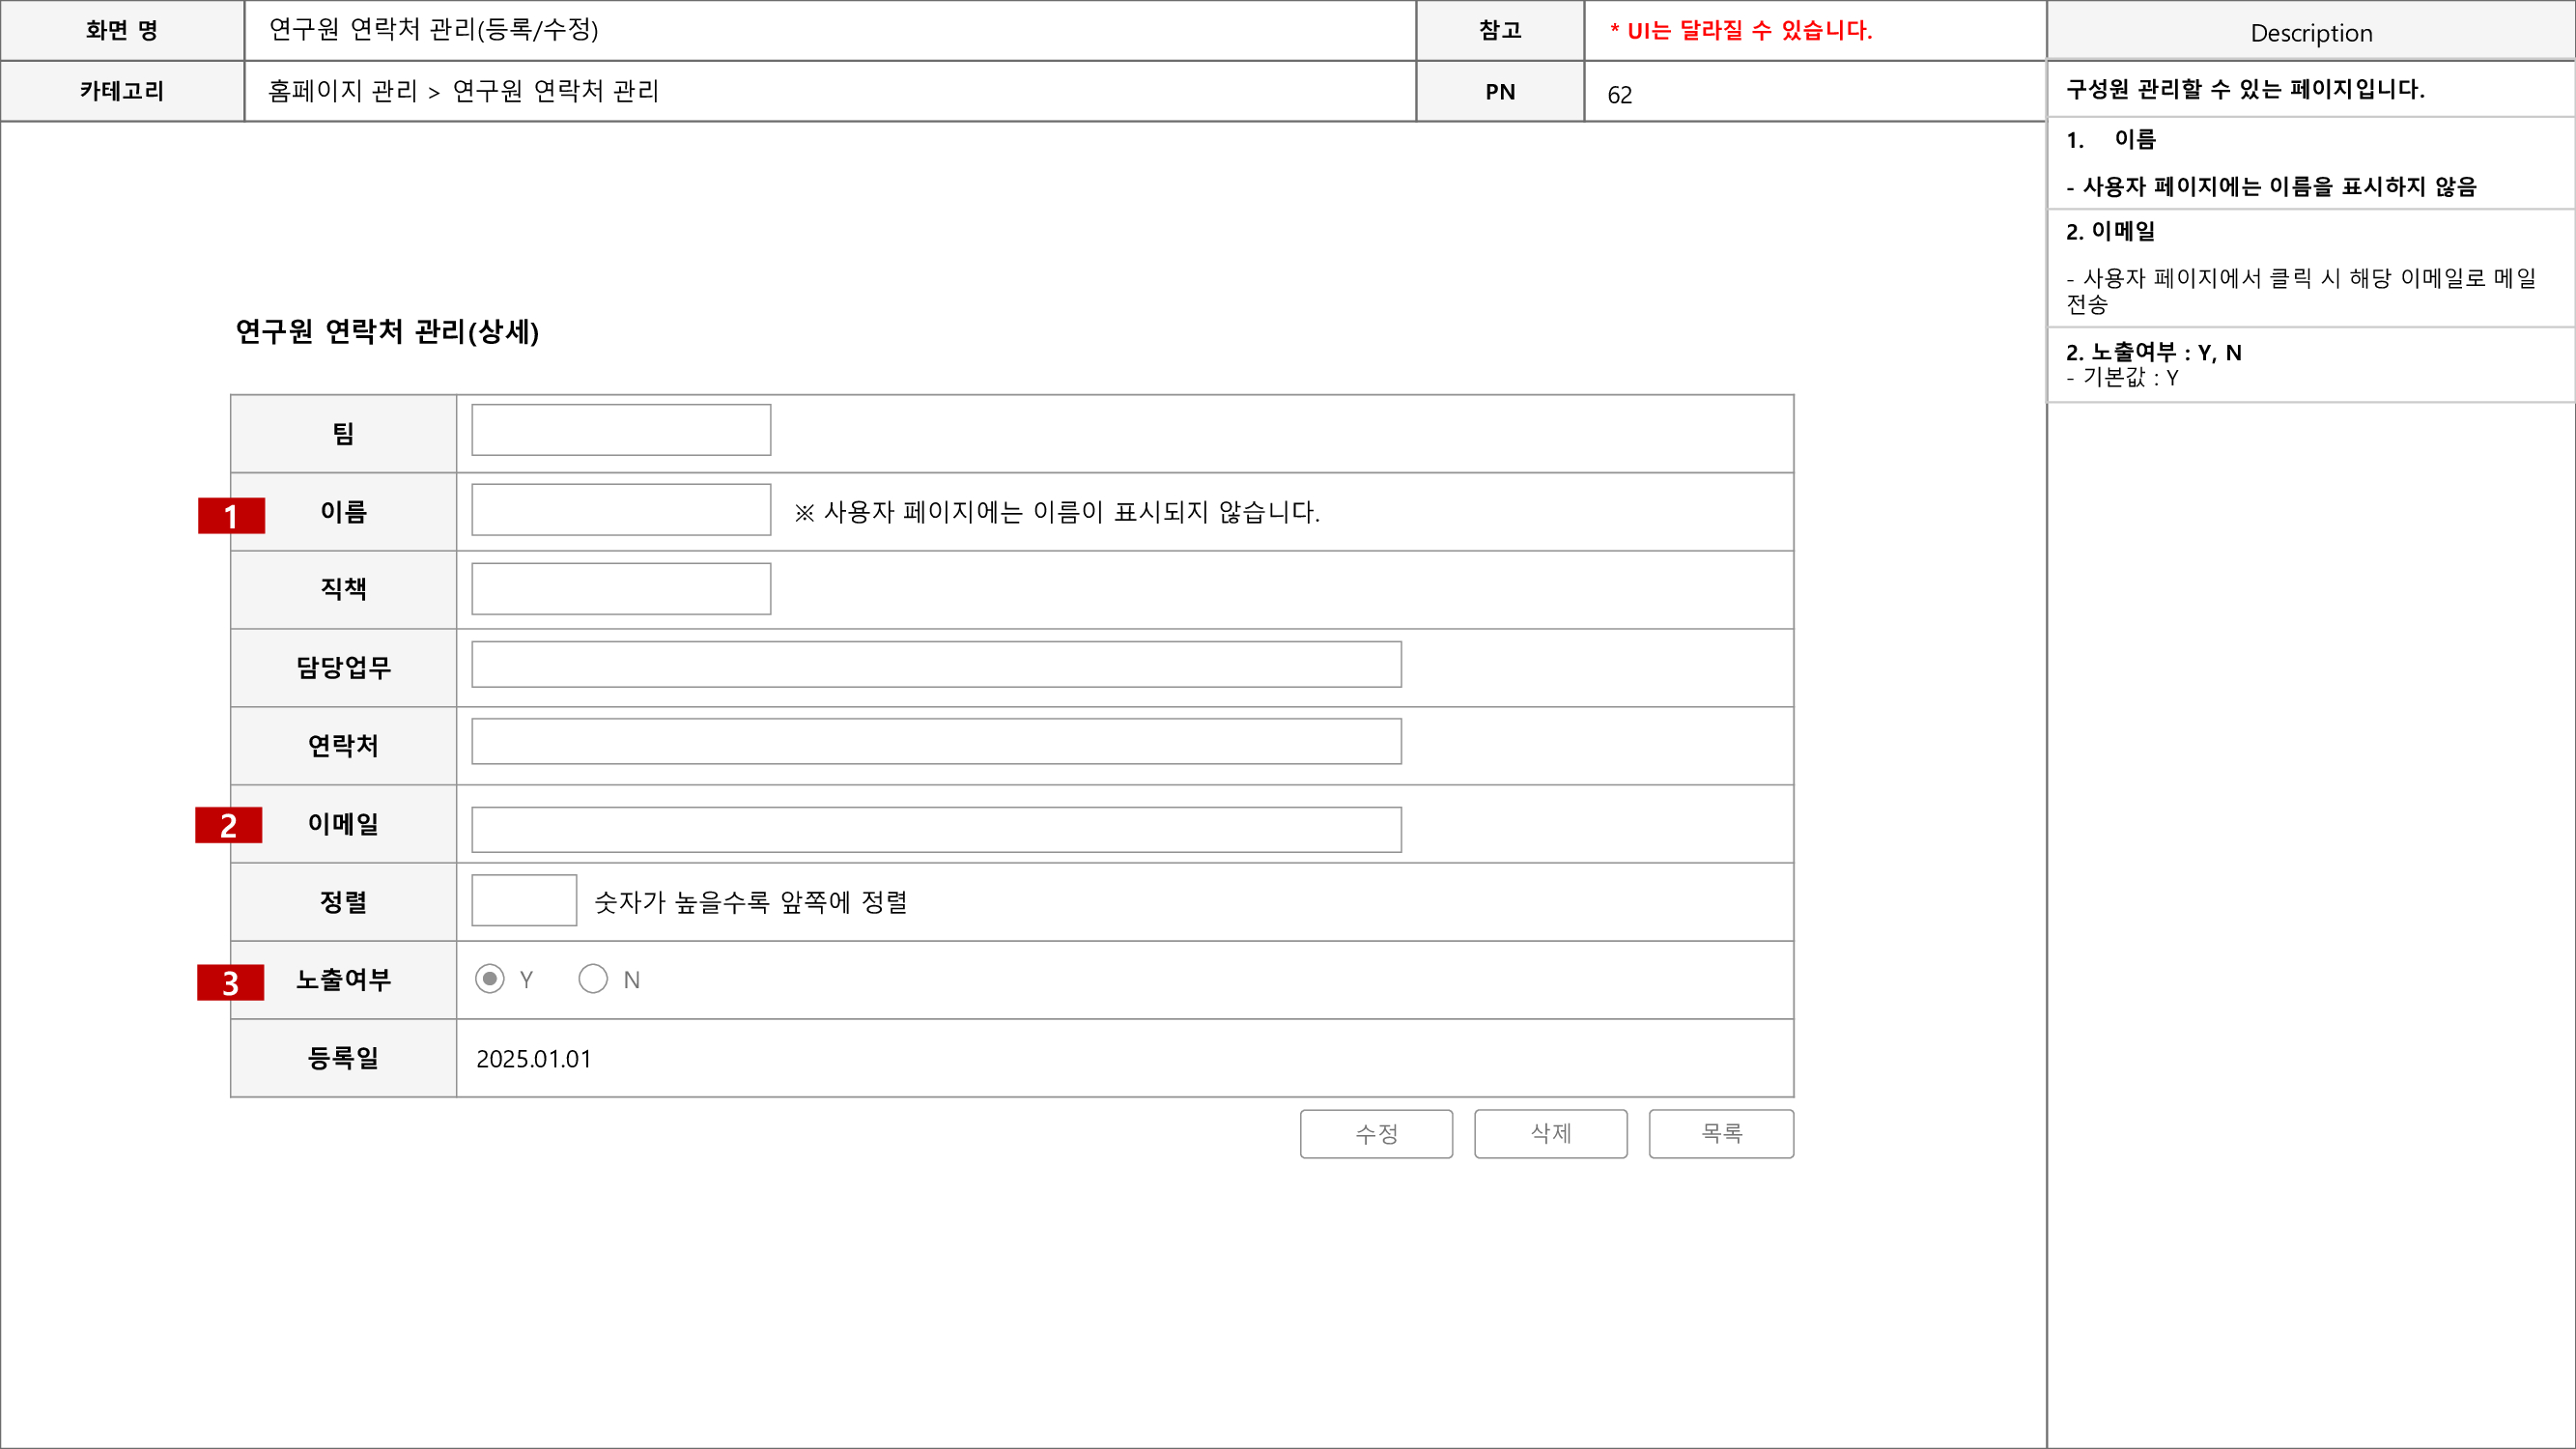 화면 명
연구원 연락처 관리(등록/수정)
참고
* UI는 달라질 수 있습니다.
Description
카테고리
홈페이지 관리 > 연구원 연락처 관리
PN
62
구성원 관리할 수 있는 페이지입니다.
1. 이름
- 사용자 페이지에는 이름을 표시하지 않음
2. 이메일
- 사용자 페이지에서 클릭 시 해당 이메일로 메일
전송
2. 노출여부 : Y, N
- 기본값 : Y
연구원 연락처 관리(상세)
팀
1
이름
※ 사용자 페이지에는 이름이 표시되지 않습니다.
직책
담당업무
연락처
2
이메일
정렬
숫자가 높을수록 앞쪽에 정렬
3
노출여부
Y
N
등록일
2025.01.01
수정
삭제
목록